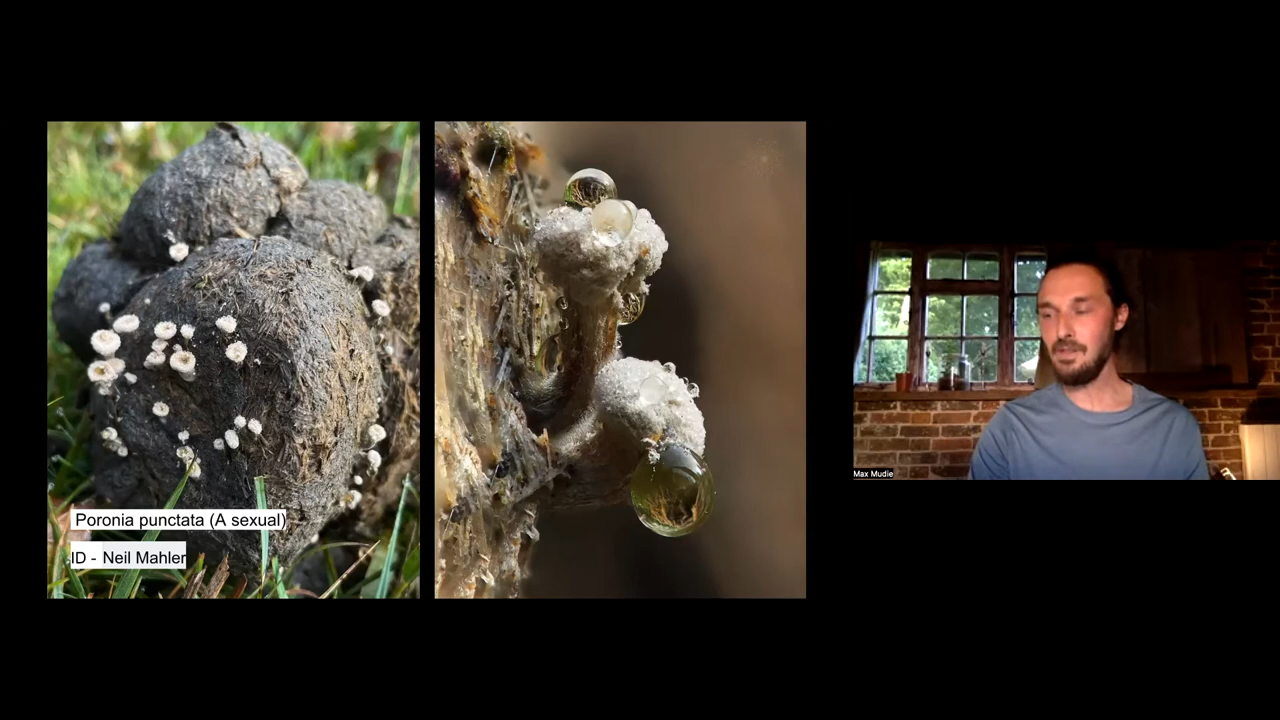 Poronia punctata (A sexual)
ID - Neil Mahler
Max Mudie